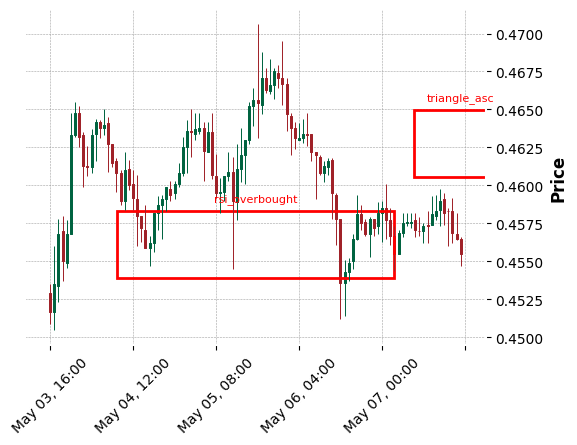 0.4700
0.4675
triangle_asc
0.4650
0.4625
0.4600
rsi_overbought
0.4575
0.4550
0.4525
0.4500
Price
May 03, 16:00
May 04, 12:00
May 05, 08:00
May 06, 04:00
May 07, 00:00